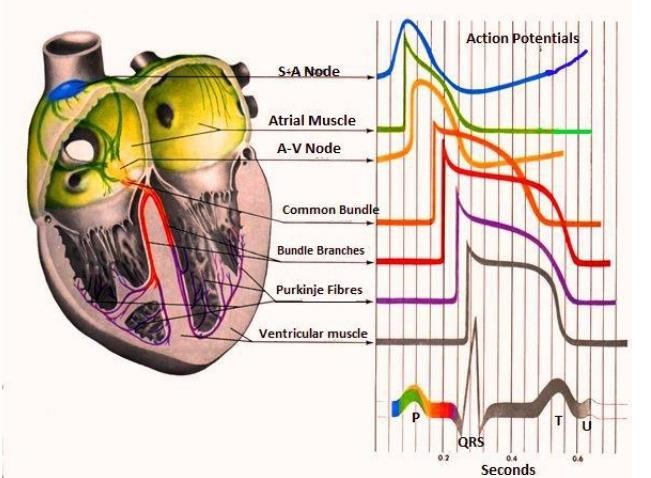 Action Potentials
S-A Node
Atrial Muscle
A-V Node
Common Bundle
Bundle Branches
Purkinje Fibres
Ventricular muscle
P
T
U
QRS
0.2
0.4
0.6
Seconds